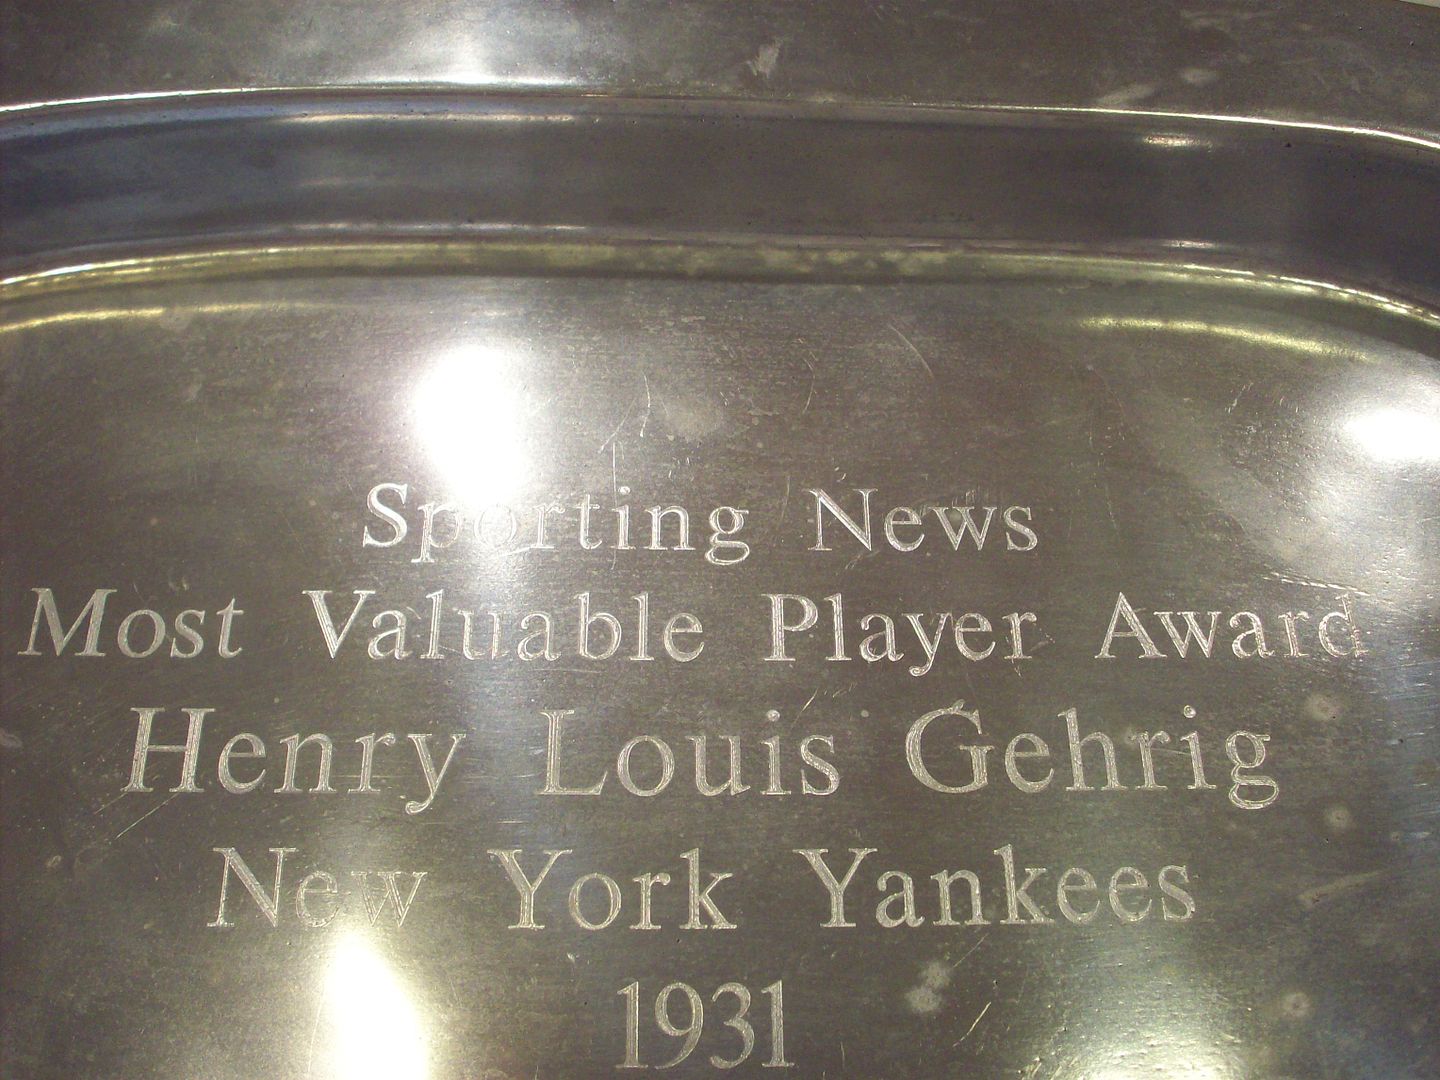 Sporting News
Most Valuable Player Award
Henry Louis Gehrig
New York Yankees
1931